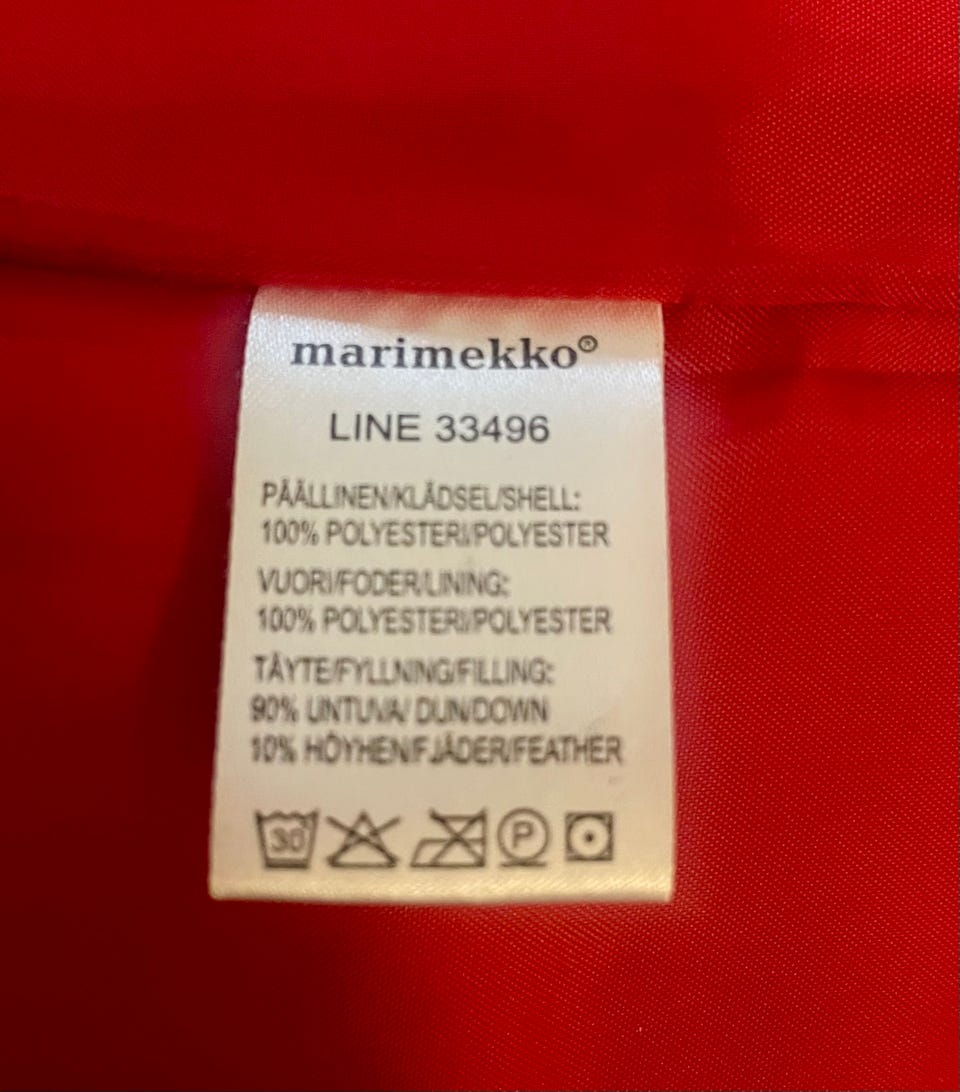 marimekko®
LINE 33496
PÄÄLLINEN/KLÄDSEL/SHELL:
100% POLYESTERI/POLYESTER
VUORI/FODER/LINING:
100% POLYESTERI/POLYESTER
TÄYTE/FYLLNING/FILLING:
90% UNTUVA/ DUN/DOWN
10% HÖYHEN/FJÄDER/FEATHER
30 P